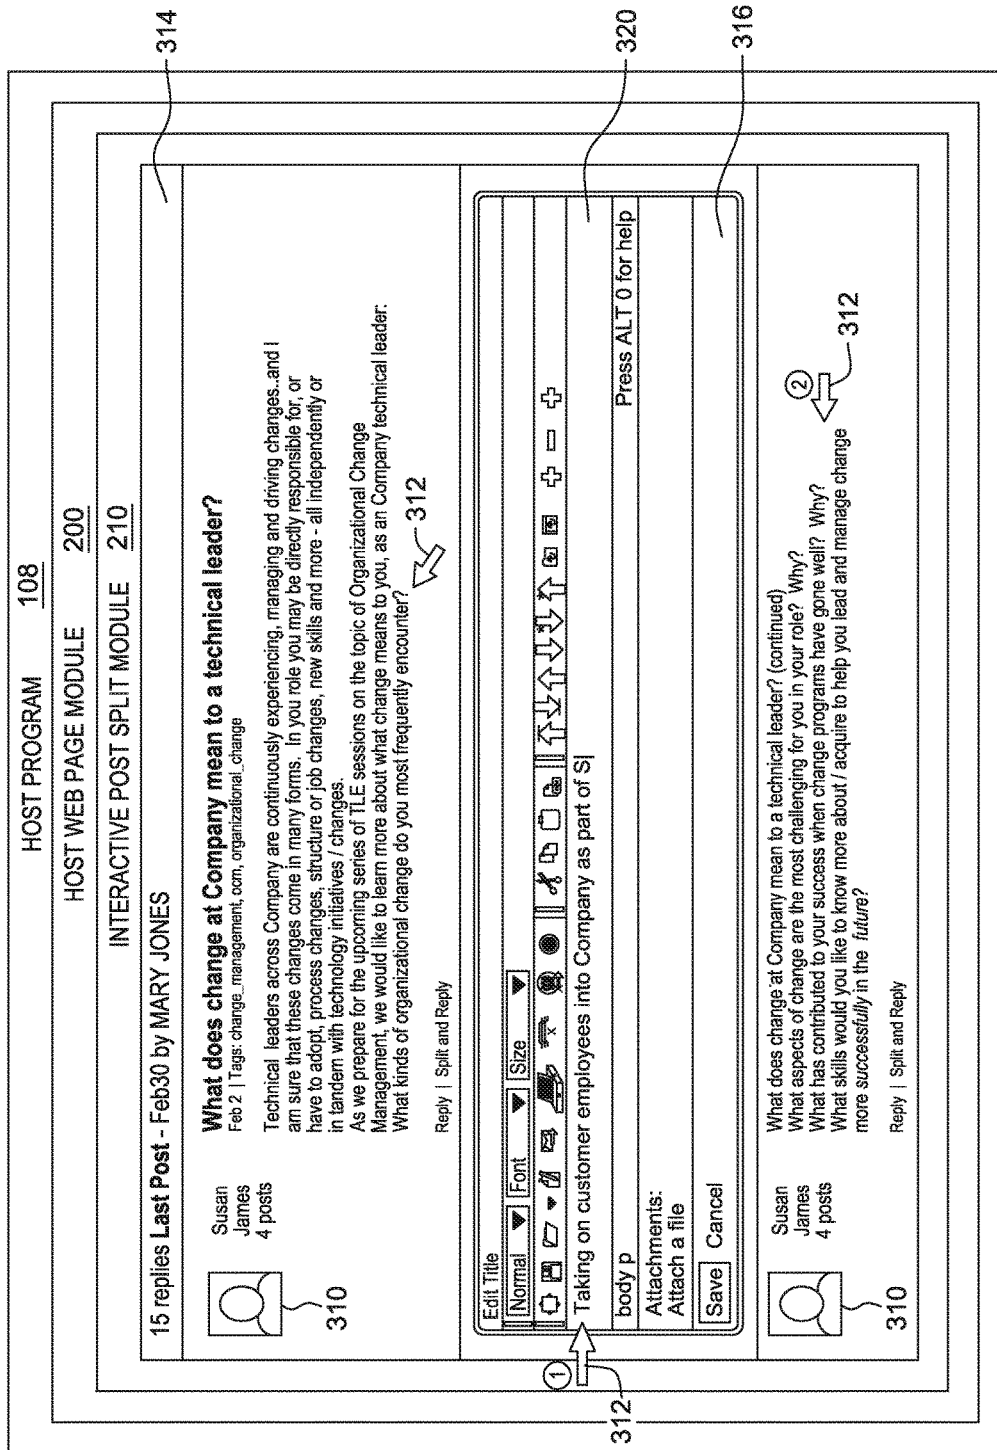 HOST PROGRAM 108
HOST WEB PAGE MODULE 200
INTERACTIVE POST SPLIT MODULE 210
15 replies Last Post - Feb30 by MARY JONES
314
Susan
James
4 posts
310
What does change at Company mean to a technical leader?
Feb 2 | Tags: change_management, ocm, organizational_change
Technical leaders across Company are continuously experiencing, managing and driving changes..and I
am sure that these changes come in many forms. In you role you may be directly responsible for, or
have to adopt, process changes, structure or job changes, new skills and more - all independently or
in tandem with technology initiatives / changes.
As we prepare for the upcoming series of TLE sessions on the topic of Organizational Change
Management, we would like to learn more about what change means to you, as an Company technical leader:
What kinds of organizational change do you most frequently encounter?
312
Reply | Split and Reply
Edit Title
Normal Font Size
1
312
Taking on customer employees into Company as part of S|
320
body p Press ALT 0 for help
Attachments:
Attach a file
Save Cancel
316
Susan
James
4 posts
310
What does change at Company mean to a technical leader? (continued)
What aspects of change are the most challenging for you in your role? Why?
What has contributed to your success when change programs have gone well? Why?
What skills would you like to know more about / acquire to help you lead and manage change
more successfully in the future?
2
312
Reply | Split and Reply